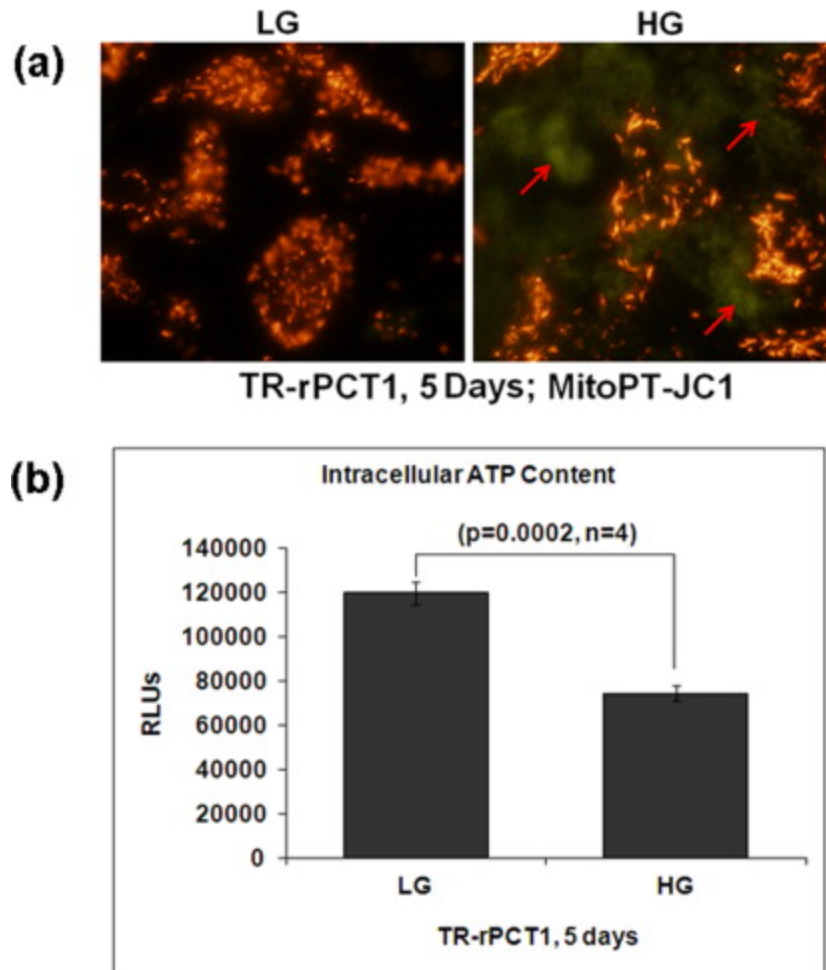 LG HG
(a)
TR-rPCT1, 5 Days; MitoPT-JC1
(b)
Intracellular ATP Content
(p=0.0002, n=4)
140000
120000
100000
80000
60000
40000
20000
0
RLUs
LG HG
TR-rPCT1, 5 days